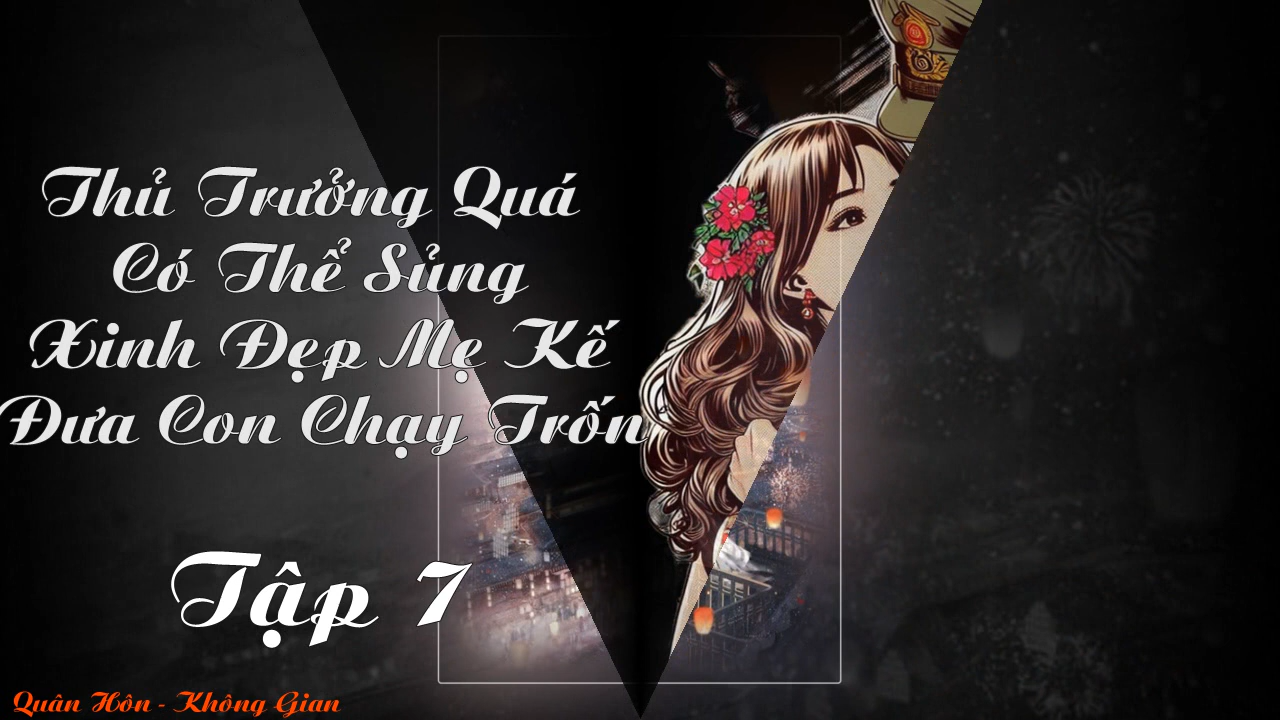 Thủ Trưởng Quá
Có Thể Sủng
Xinh Đẹp Mẹ Kế
Đưa Con Chạy Trốn
Tập 7
Quân Hôn - Không Gian